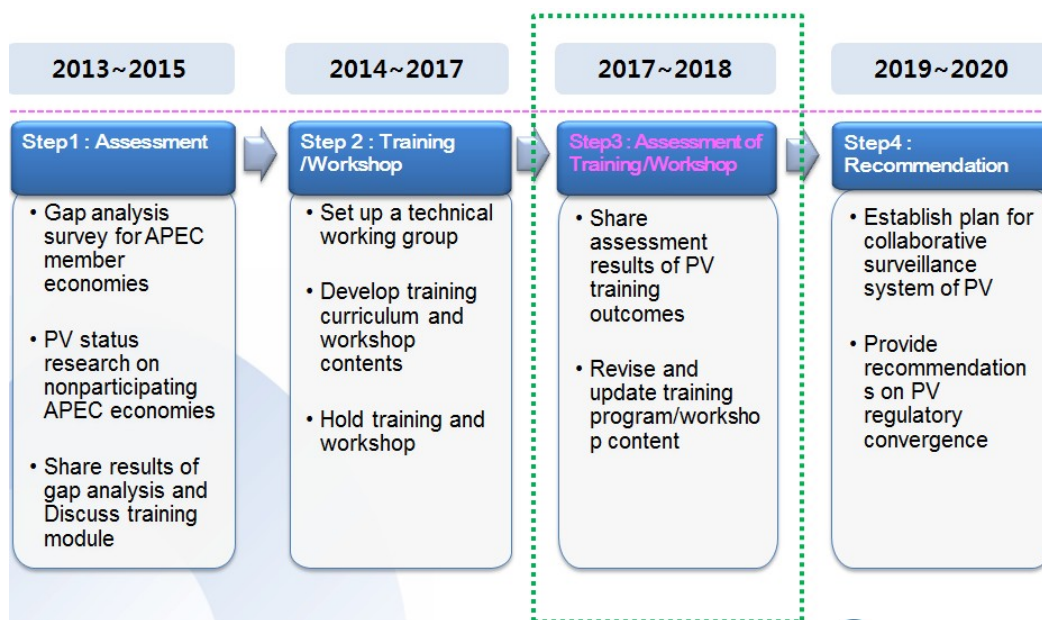 2013~2015
2014~2017
2017~2018
2019~2020
Step1 : Assessment
• Gap analysis
survey for APEC
member
economies
• PV status
research on
nonparticipating
APEC economies
• Share results of
gap analysis and
Discuss training
module
Step 2 : Training
/Workshop
• Set up a technical
working group
• Develop training
curriculum and
workshop
contents
• Hold training and
workshop
Step3 : Assessment of
Training/Workshop
• Share
assessment
results of PV
training
outcomes
• Revise and
update training
program/worksho
p content
Step4 :
Recommendation
• Establish plan for
collaborative
surveillance
system of PV
• Provide
recommendation
s on PV
regulatory
convergence